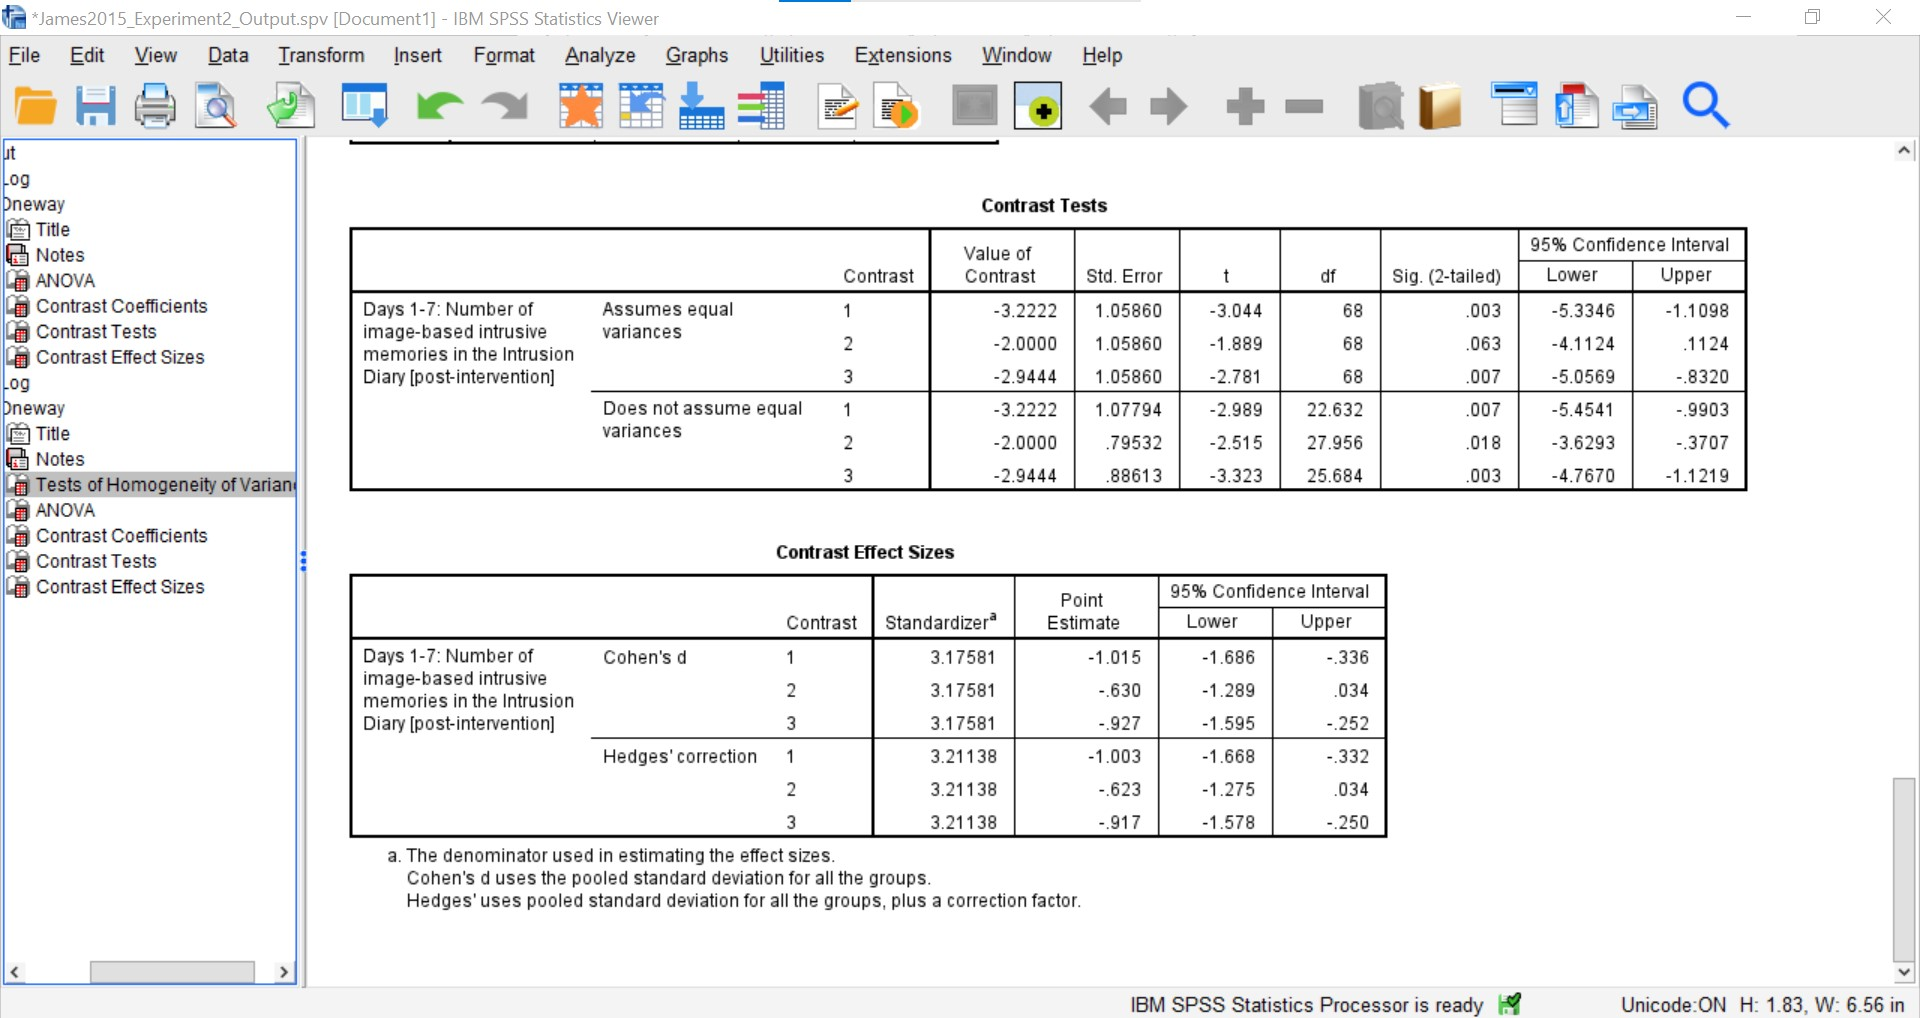 *James2015_Experiment2_Output.spv [Document1] - IBM SPSS Statistics Viewer
File Edit View Data Transform Insert Format Analyze Graphs Utilities Extensions Window Help
Log
Oneway
Title
Notes
ANOVA
Contrast Coefficients
Contrast Tests
Contrast Effect Sizes
Log
Oneway
Title
Notes
Tests of Homogeneity of Varian
ANOVA
Contrast Coefficients
Contrast Tests
Contrast Effect Sizes
Contrast Tests
95% Confidence Interval
Contrast Value of Contrast Std. Error t df Sig. (2-tailed) Lower Upper
Days 1-7: Number of
image-based intrusive
memories in the Intrusion
Diary [post-intervention]
Assumes equal
variances
1 -3.2222 1.05860 -3.044 68 .003 -5.3346 -1.1098
2 -2.0000 1.05860 -1.889 68 .063 -4.1124 .1124
3 -2.9444 1.05860 -2.781 68 .007 -5.0569 -.8320
Does not assume equal
variances
1 -3.2222 1.07794 -2.989 22.632 .007 -5.4541 -.9903
2 -2.0000 .79532 -2.515 27.956 .018 -3.6293 -.3707
3 -2.9444 .88613 -3.323 25.684 .003 -4.7670 -1.1219
Contrast Effect Sizes
95% Confidence Interval
Contrast Standardizerᵃ Point Estimate Lower Upper
Days 1-7: Number of
image-based intrusive
memories in the Intrusion
Diary [post-intervention]
Cohen's d
1 3.17581 -1.015 -1.686 -.336
2 3.17581 -.630 -1.289 .034
3 3.17581 -.927 -1.595 -.252
Hedges' correction
1 3.21138 -1.003 -1.668 -.332
2 3.21138 -.623 -1.275 .034
3 3.21138 -.917 -1.578 -.250
a. The denominator used in estimating the effect sizes.
Cohen's d uses the pooled standard deviation for all the groups.
Hedges' uses pooled standard deviation for all the groups, plus a correction factor.
IBM SPSS Statistics Processor is ready Unicode:ON H: 1.83, W: 6.56 in